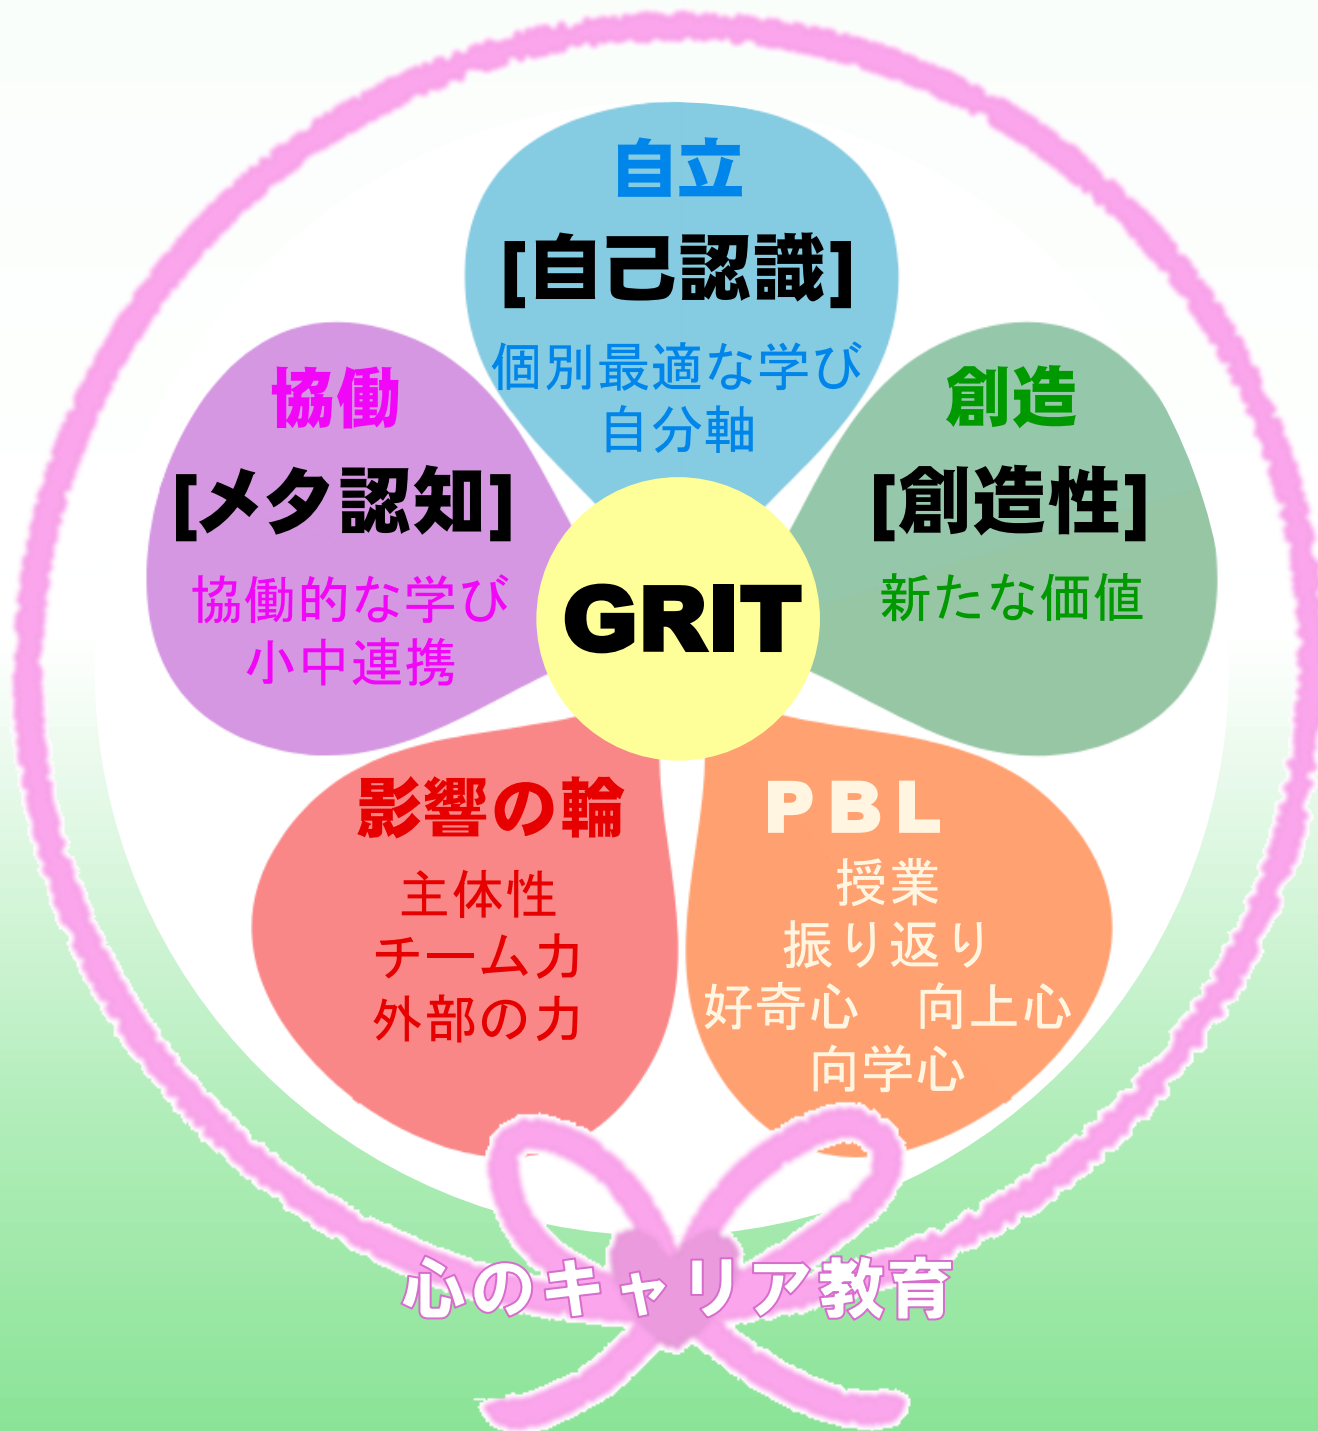 自立
[自己認識]
個別最適な学び
自分軸
協働
[メタ認知]
協働的な学び
小中連携
創造
[創造性]
新たな価値
GRIT
影響の輪
主体性
チーム力
外部の力
PBL
授業
振り返り
好奇心　向上心
向学心
心のキャリア教育